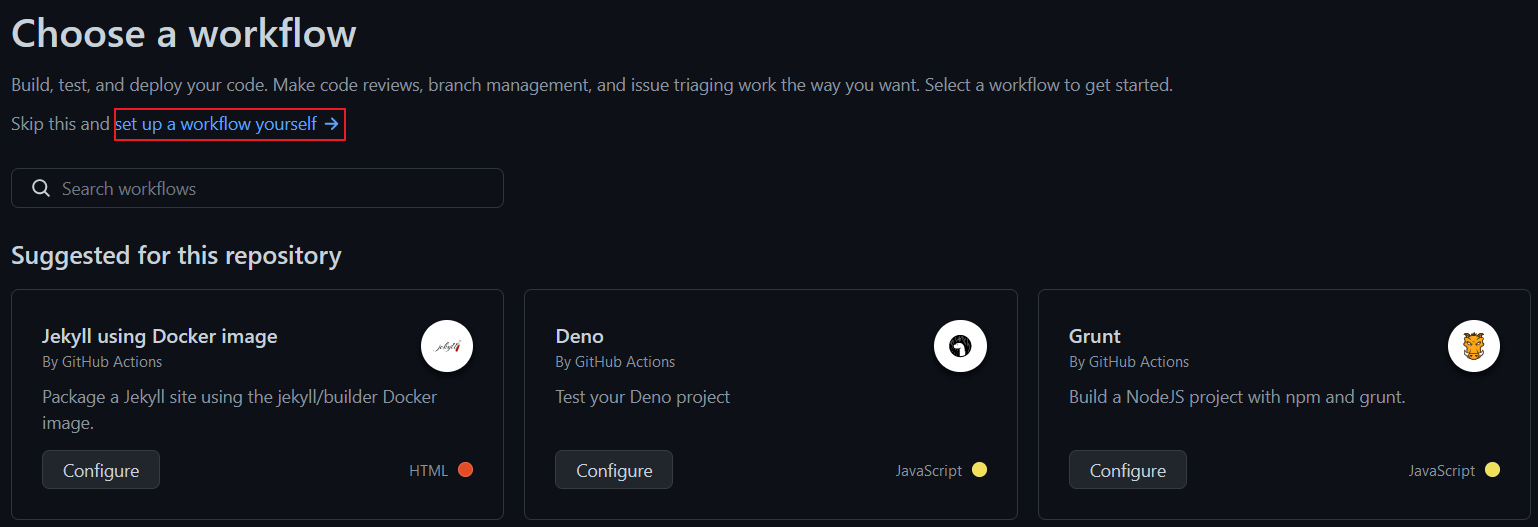 Choose a workflow
Build, test, and deploy your code. Make code reviews, branch management, and issue triaging work the way you want. Select a workflow to get started.
Skip this and set up a workflow yourself →
Search workflows
Suggested for this repository
Jekyll using Docker image
By GitHub Actions
Package a Jekyll site using the jekyll/builder Docker
image.
Configure
HTML
jekyll
Deno
By GitHub Actions
Test your Deno project
Configure
JavaScript
Grunt
By GitHub Actions
Build a NodeJS project with npm and grunt.
Configure
JavaScript